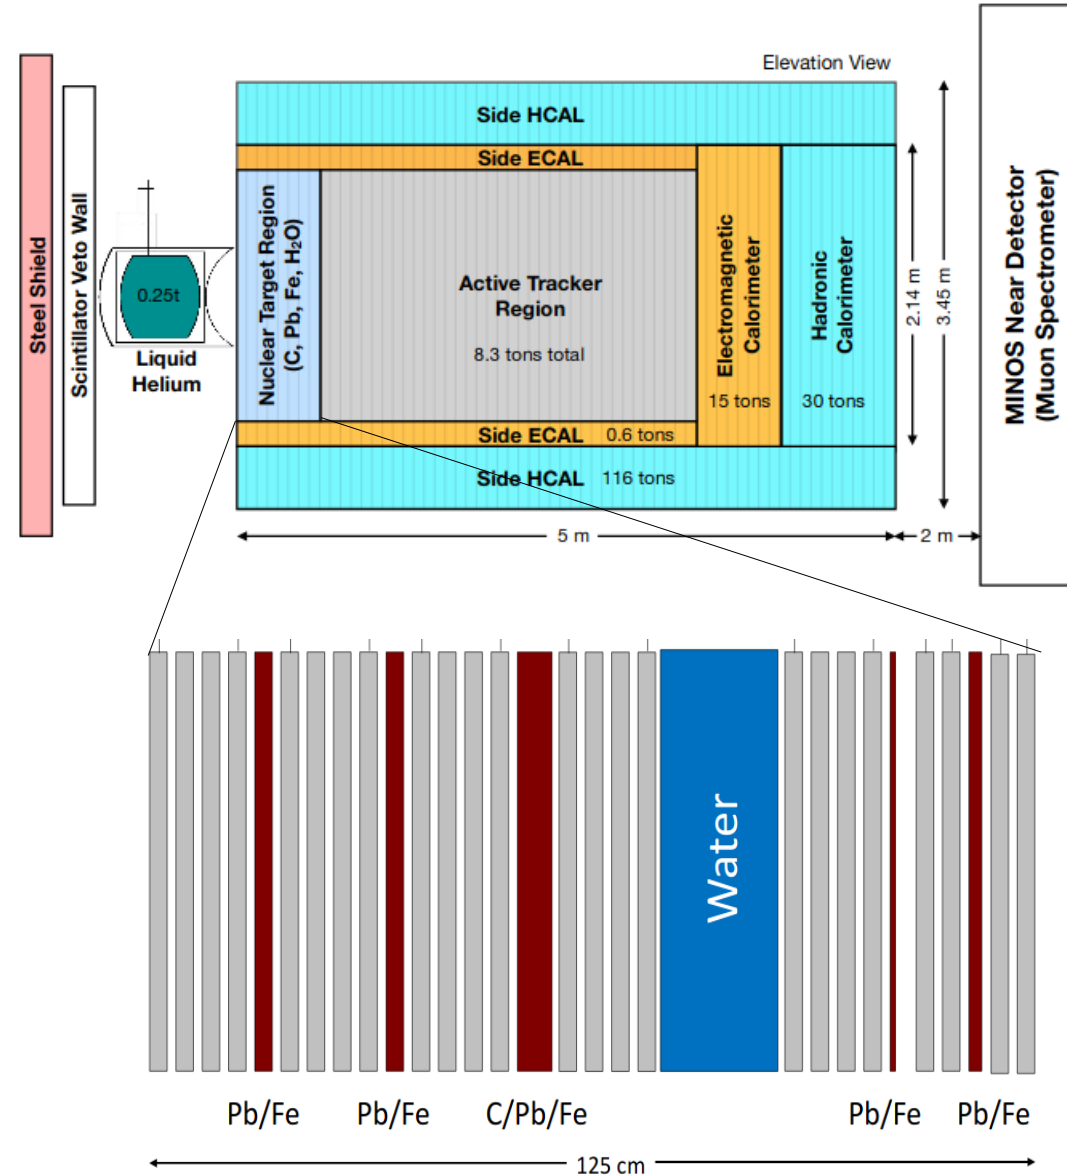 Elevation View
Steel Shield
Scintillator Veto Wall
0.25t
Liquid
Helium
Side HCAL
Side ECAL
Nuclear Target Region
(C, Pb, Fe, H₂O)
Active Tracker
Region
8.3 tons total
Electromagnetic
Calorimeter
15 tons
Hadronic
Calorimeter
30 tons
Side ECAL 0.6 tons
Side HCAL 116 tons
2.14 m
3.45 m
5 m
2 m
MINOS Near Detector
(Muon Spectrometer)
Water
Pb/Fe
Pb/Fe
C/Pb/Fe
Pb/Fe
Pb/Fe
125 cm